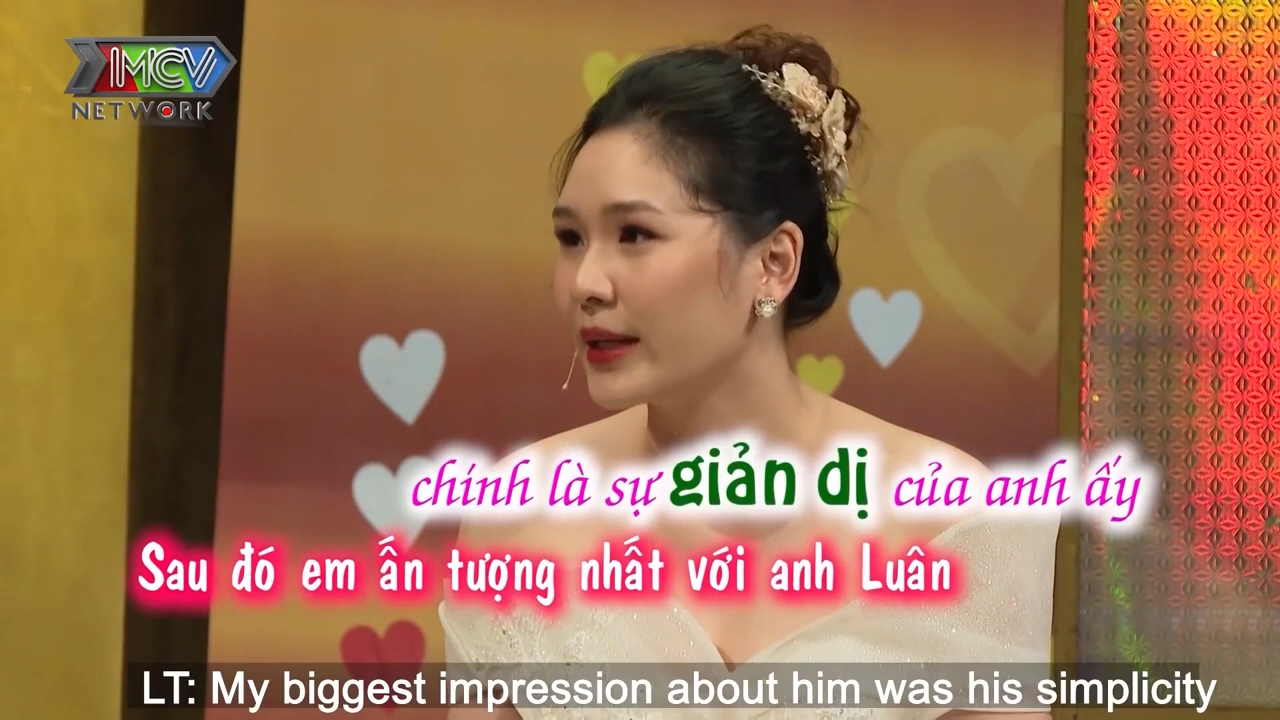 MCV
NETWORK
chính là sự giản dị của anh ấy
Sau đó em ấn tượng nhất với anh Luân
LT: My biggest impression about him was his simplicity